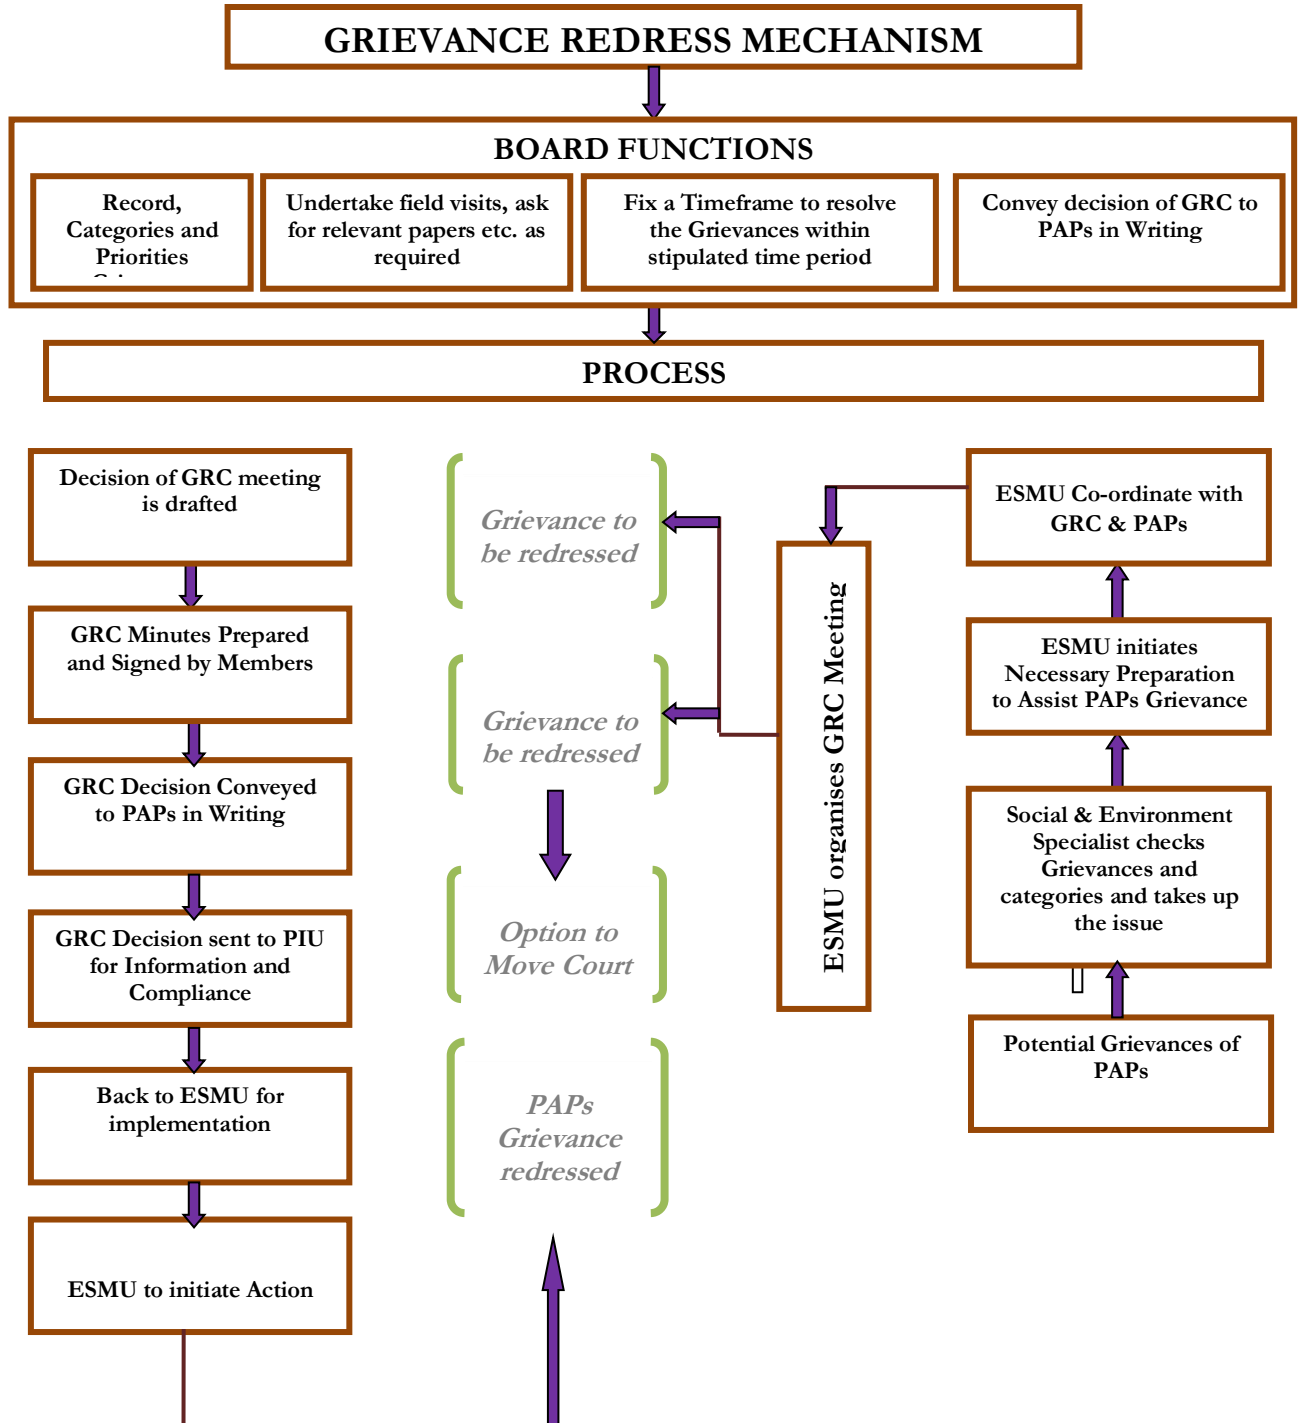 GRIEVANCE REDRESS MECHANISM
BOARD FUNCTIONS
Record,
Categories and
Priorities
Undertake field visits, ask
for relevant papers etc. as
required
Fix a Timeframe to resolve
the Grievances within
stipulated time period
Convey decision of GRC to
PAPs in Writing
PROCESS
Decision of GRC meeting
is drafted
GRC Minutes Prepared
and Signed by Members
GRC Decision Conveyed
to PAPs in Writing
GRC Decision sent to PIU
for Information and
Compliance
Back to ESMU for
implementation
ESMU to initiate Action
Grievance to
be redressed
Grievance to
be redressed
Option to
Move Court
PAPs
Grievance
redressed
ESMU organises GRC Meeting
ESMU Co-ordinate with
GRC & PAPs
ESMU initiates
Necessary Preparation
to Assist PAPs Grievance
Social & Environment
Specialist checks
Grievances and
categories and takes up
the issue
Potential Grievances of
PAPs